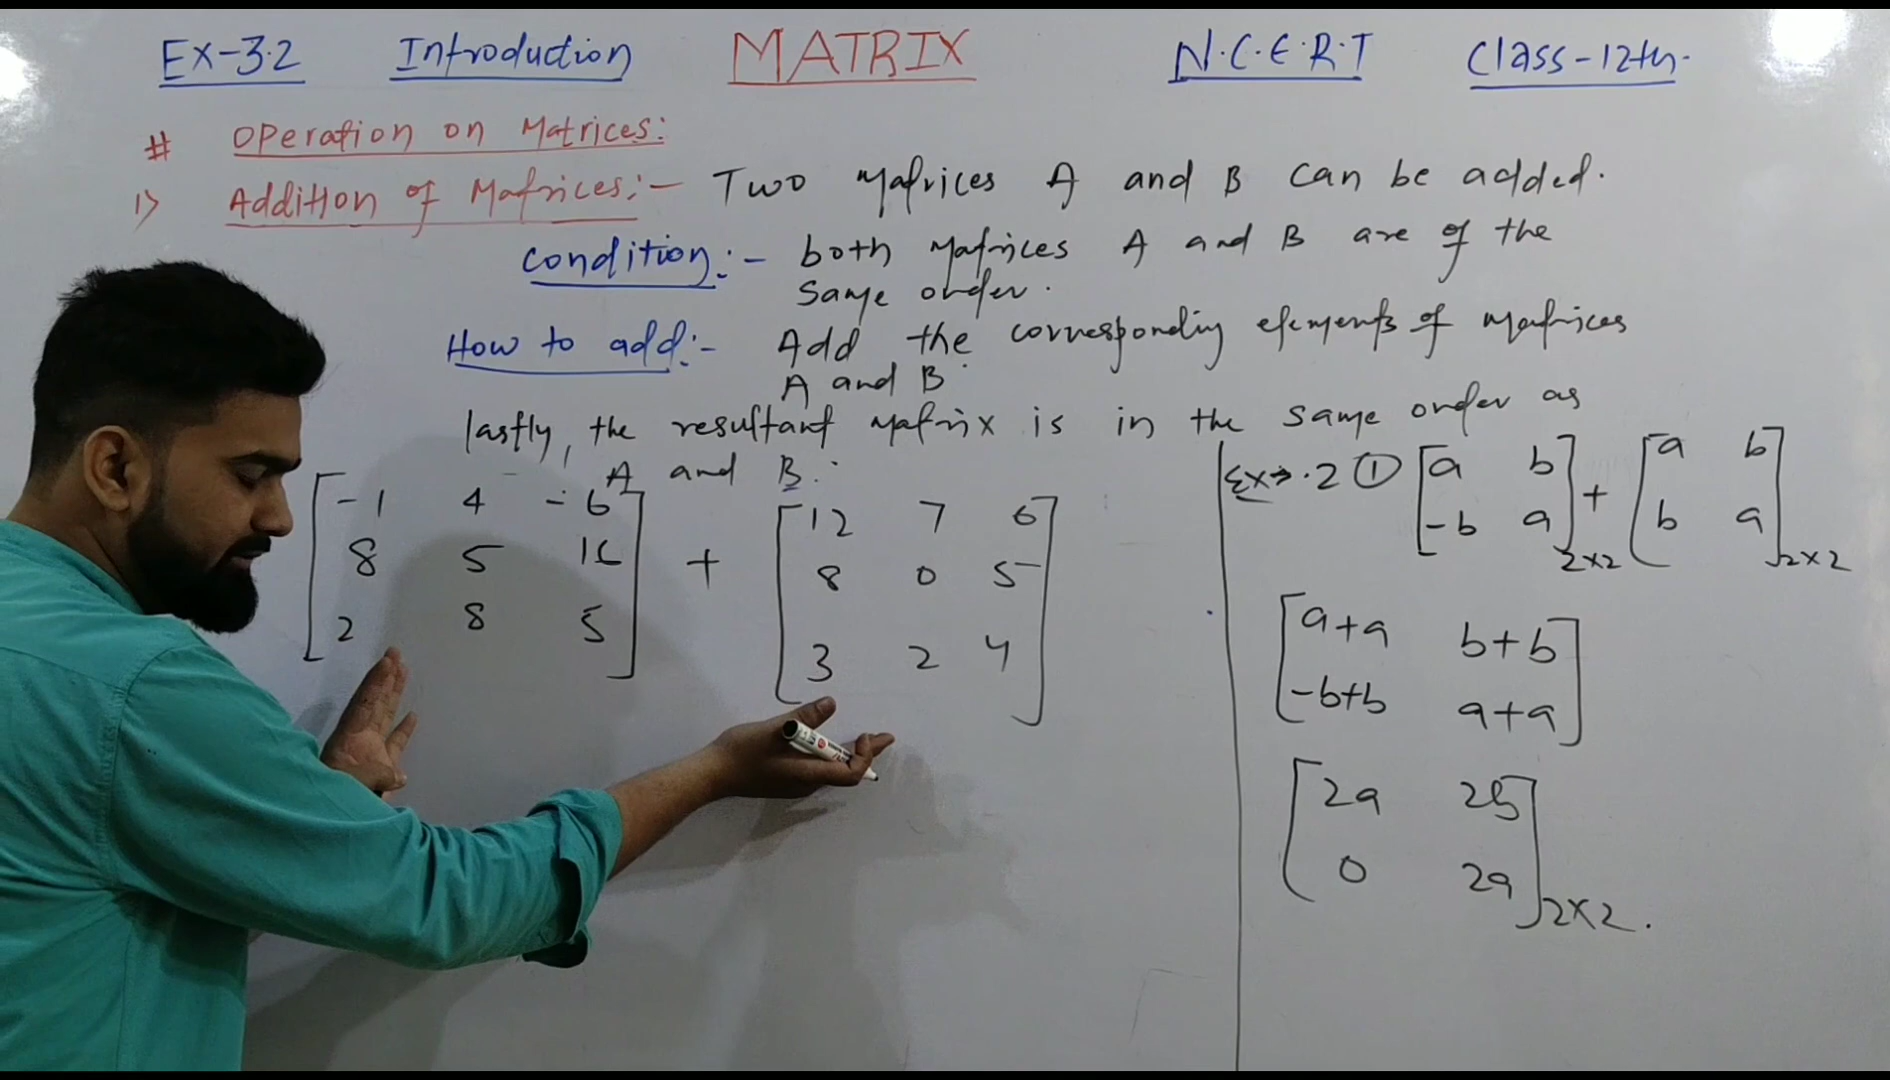 Ex-3.2 Introduction MATRIX N.C.E.R.T Class-12th.
# Operation on Matrices:
1) Addition of Matrices:- Two Matrices A and B can be added.
Condition:- both matrices A and B are of the
same order.
How to add:- Add the corresponding elements of matrices
A and B.
lastly, the resultant matrix is in the same order as
A and B.
-1 4 -6
8 5 16
2 8 5
+
12 7 6
8 0 5
3 2 4
Ex→ .2 ① [a b] + [a b]
[-b a]2×2 [b a]2×2
[a+a b+b]
[-b+b a+a]
[2a 2b]
[0 2a]2×2.